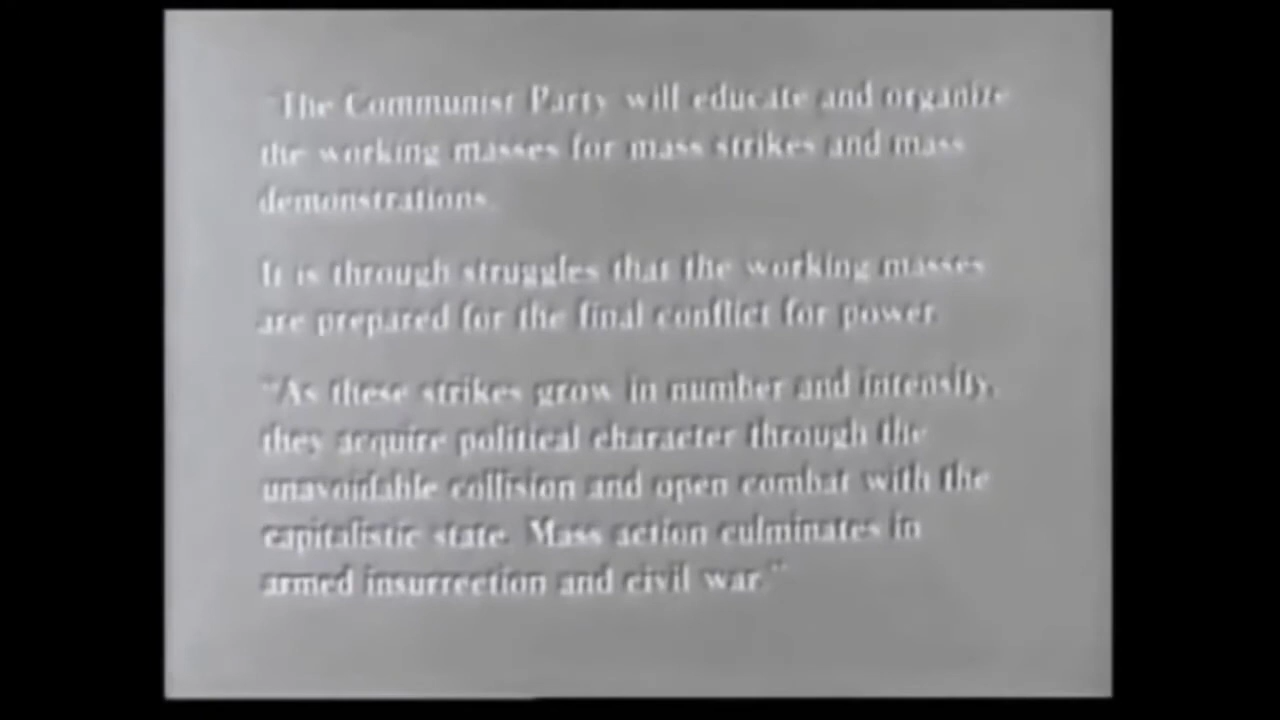 "The Communist Party will educate and organize
the working masses for mass strikes and mass
demonstrations.
It is through struggles that the working masses
are prepared for the final conflict for power.
"As these strikes grow in number and intensity,
they acquire political character through the
unavoidable collision and open combat with the
capitalistic state. Mass action culminates in
armed insurrection and civil war."